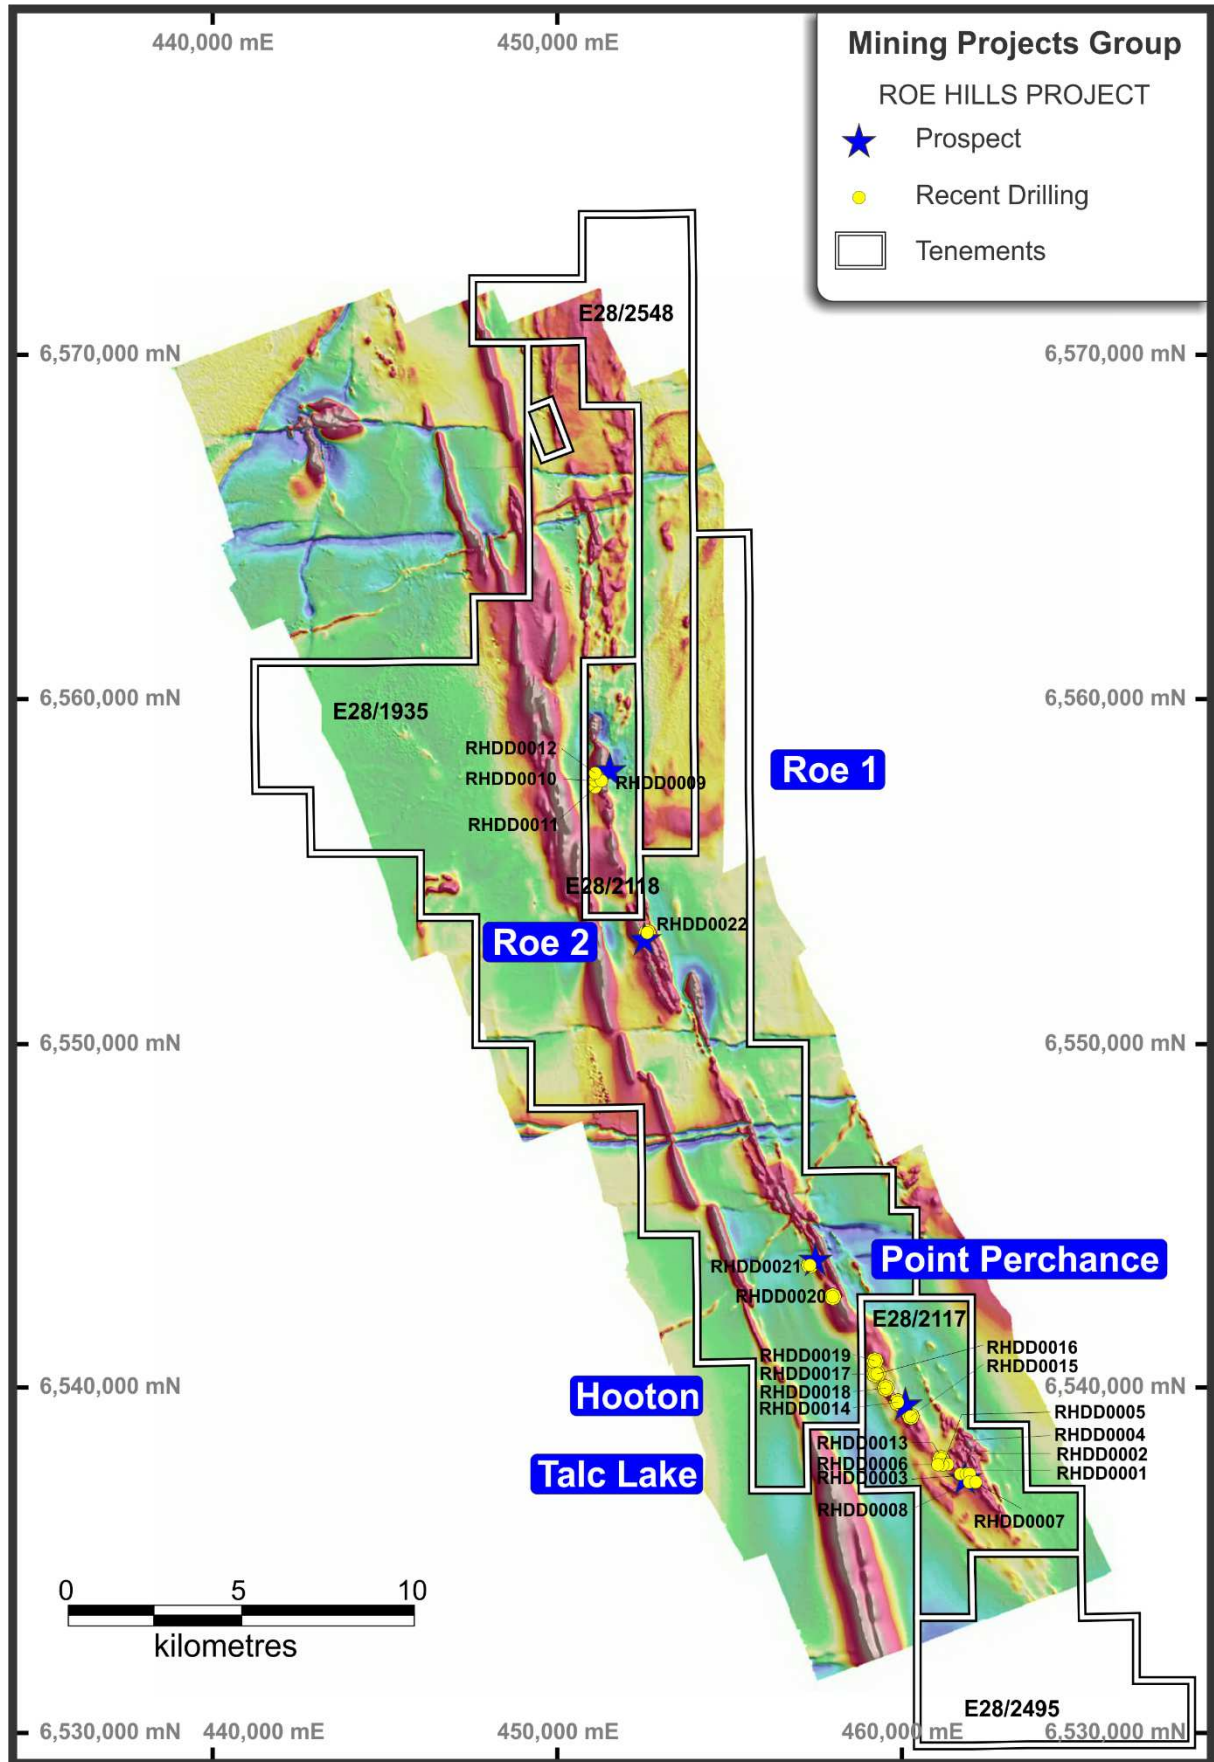 440,000 mE
450,000 mE
Mining Projects Group
ROE HILLS PROJECT
Prospect
Recent Drilling
Tenements
E28/2548
6,570,000 mN
6,570,000 mN
6,560,000 mN
6,560,000 mN
E28/1935
RHDD0012
RHDD0010
RHDD0009
RHDD0011
Roe 1
E28/2118
RHDD0022
Roe 2
6,550,000 mN
6,550,000 mN
Point Perchance
RHDD0021
RHDD0020
E28/2117
RHDD0019
RHDD0016
RHDD0017
RHDD0015
RHDD0018
RHDD0014
6,540,000 mN
6,540,000 mN
Hooton
RHDD0005
RHDD0004
RHDD0013
RHDD0002
RHDD0006
RHDD0001
RHDD0003
Talc Lake
RHDD0008
RHDD0007
0 5 10
kilometres
E28/2495
6,530,000 mN
440,000 mE
450,000 mE
460,000 mE
6,530,000 mN